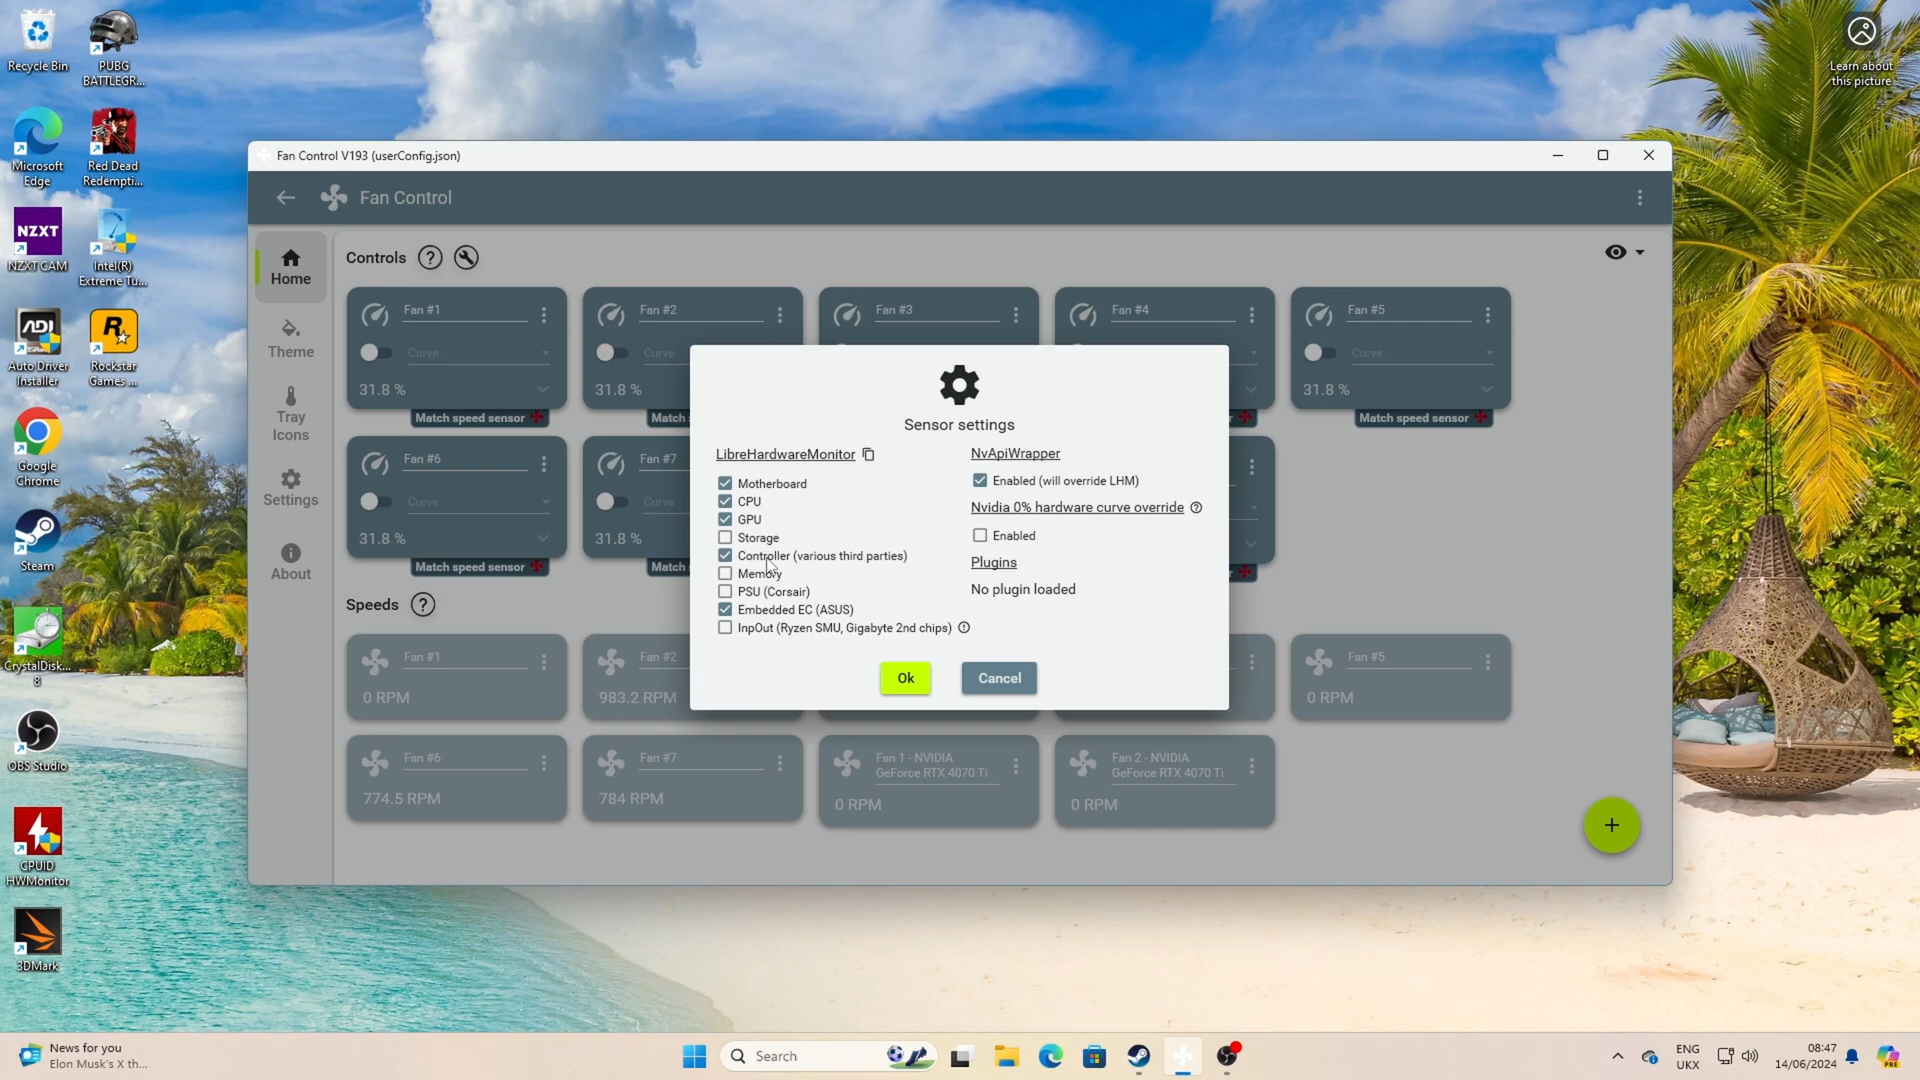 Recycle Bin
PUBG
BATTLEGR...
Microsoft
Edge
Red Dead
Redempti...
NZXT
NZXT CAM
Intel(R)
Extreme Tu...
ADI
Auto Driver
Installer
R
Rockstar
Games ...
Google
Chrome
Steam
CrystalDisk...
8
OBS Studio
CPUID
HWMonitor
3DMark
Learn about
this picture
Fan Control V193 (userConfig.json)
Fan Control
Home
Theme
Tray
Icons
Settings
About
Controls
Fan #1
Curve
31.8 %
Match speed sensor
Fan #2
Curve
31.8 %
Match
Fan #3
Fan #4
Fan #5
Curve
31.8 %
Match speed sensor
Fan #6
Curve
31.8 %
Match speed sensor
Fan #7
Curve
31.8 %
Match
Sensor settings
LibreHardwareMonitor
Motherboard
CPU
GPU
Storage
Controller (various third parties)
Memory
PSU (Corsair)
Embedded EC (ASUS)
InpOut (Ryzen SMU, Gigabyte 2nd chips)
NvApiWrapper
Enabled (will override LHM)
Nvidia 0% hardware curve override
Enabled
Plugins
No plugin loaded
Ok
Cancel
Speeds
Fan #1
0 RPM
Fan #2
983.2 RPM
Fan #5
0 RPM
Fan #6
774.5 RPM
Fan #7
784 RPM
Fan 1 - NVIDIA
GeForce RTX 4070 Ti
0 RPM
Fan 2 - NVIDIA
GeForce RTX 4070 Ti
0 RPM
News for you
Elon Musk's X th...
Search
ENG
UKX
08:47
14/06/2024
PRE